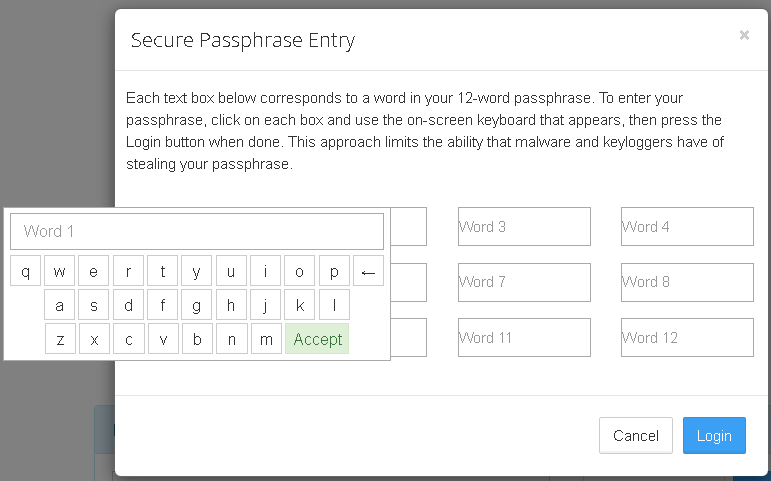 Secure Passphrase Entry ×
Each text box below corresponds to a word in your 12-word passphrase. To enter your
passphrase, click on each box and use the on-screen keyboard that appears, then press the
Login button when done. This approach limits the ability that malware and keyloggers have of
stealing your passphrase.
Word 1 Word 3 Word 4
q w e r t y u i o p ← Word 7 Word 8
a s d f g h j k l
z x c v b n m Accept Word 11 Word 12
Cancel Login